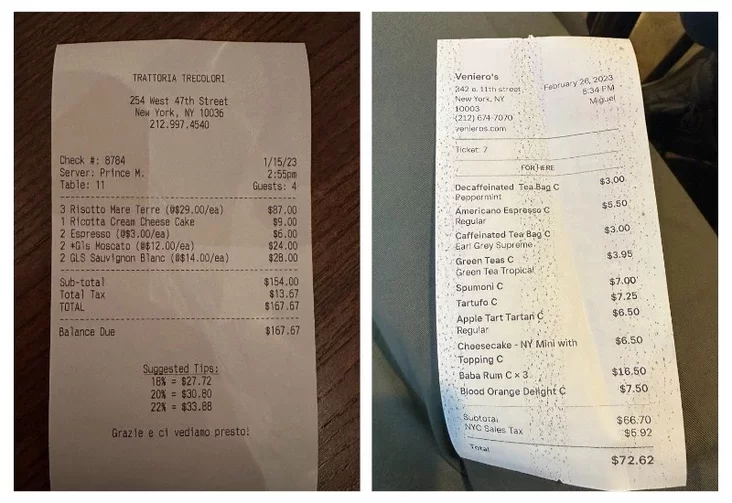 TRATTORIA TRECOLORI
254 West 47th Street
New York, NY 10036
212.997.4540
Check #: 8784 1/15/23
Server: Prince M. 2:55pm
Table: 11 Guests: 4
3 Risotto Mare Terre (@$29.00/ea) $87.00
1 Ricotta Cream Cheese Cake $9.00
2 Espresso (@$3.00/ea) $6.00
2 *Gls Moscato (@$12.00/ea) $24.00
2 GLS Sauvignon Blanc (@$14.00/ea) $28.00
Sub-total $154.00
Total Tax $13.67
TOTAL $167.67
Balance Due $167.67
Suggested Tips:
18% = $27.72
20% = $30.80
22% = $33.88
Grazie e ci vediamo presto!
Veniero's
342 e. 11th street February 26, 2023
New York, NY 8:34 PM
10003 Miguel
(212) 674-7070
venieros.com
Ticket: 7
FOR HERE
Decaffeinated Tea Bag C $3.00
Peppermint
Americano Espresso C $5.50
Regular
Caffeinated Tea Bag C $3.00
Earl Grey Supreme
Green Teas C $3.95
Green Tea Tropical
Spumoni C $7.00
Tartufo C $7.25
Apple Tart Tartan C $6.50
Regular
Cheesecake - NY Mini with $6.50
Topping C
Baba Rum C × 3 $16.50
Blood Orange Delight C $7.50
Subtotal $66.70
NYC Sales Tax $5.92
Total $72.62